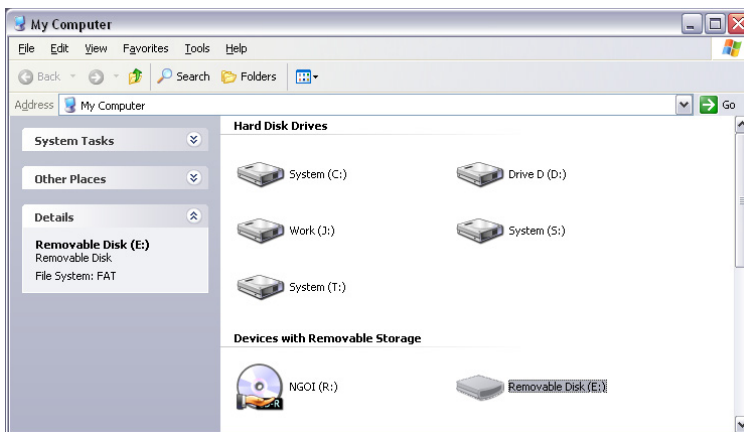 My Computer
File Edit View Favorites Tools Help
Back Search Folders
Address My Computer Go
System Tasks
Other Places
Details
Removable Disk (E:)
Removable Disk
File System: FAT
Hard Disk Drives
System (C:) Drive D (D:)
Work (J:) System (S:)
System (T:)
Devices with Removable Storage
NGOI (R:) Removable Disk (E:)